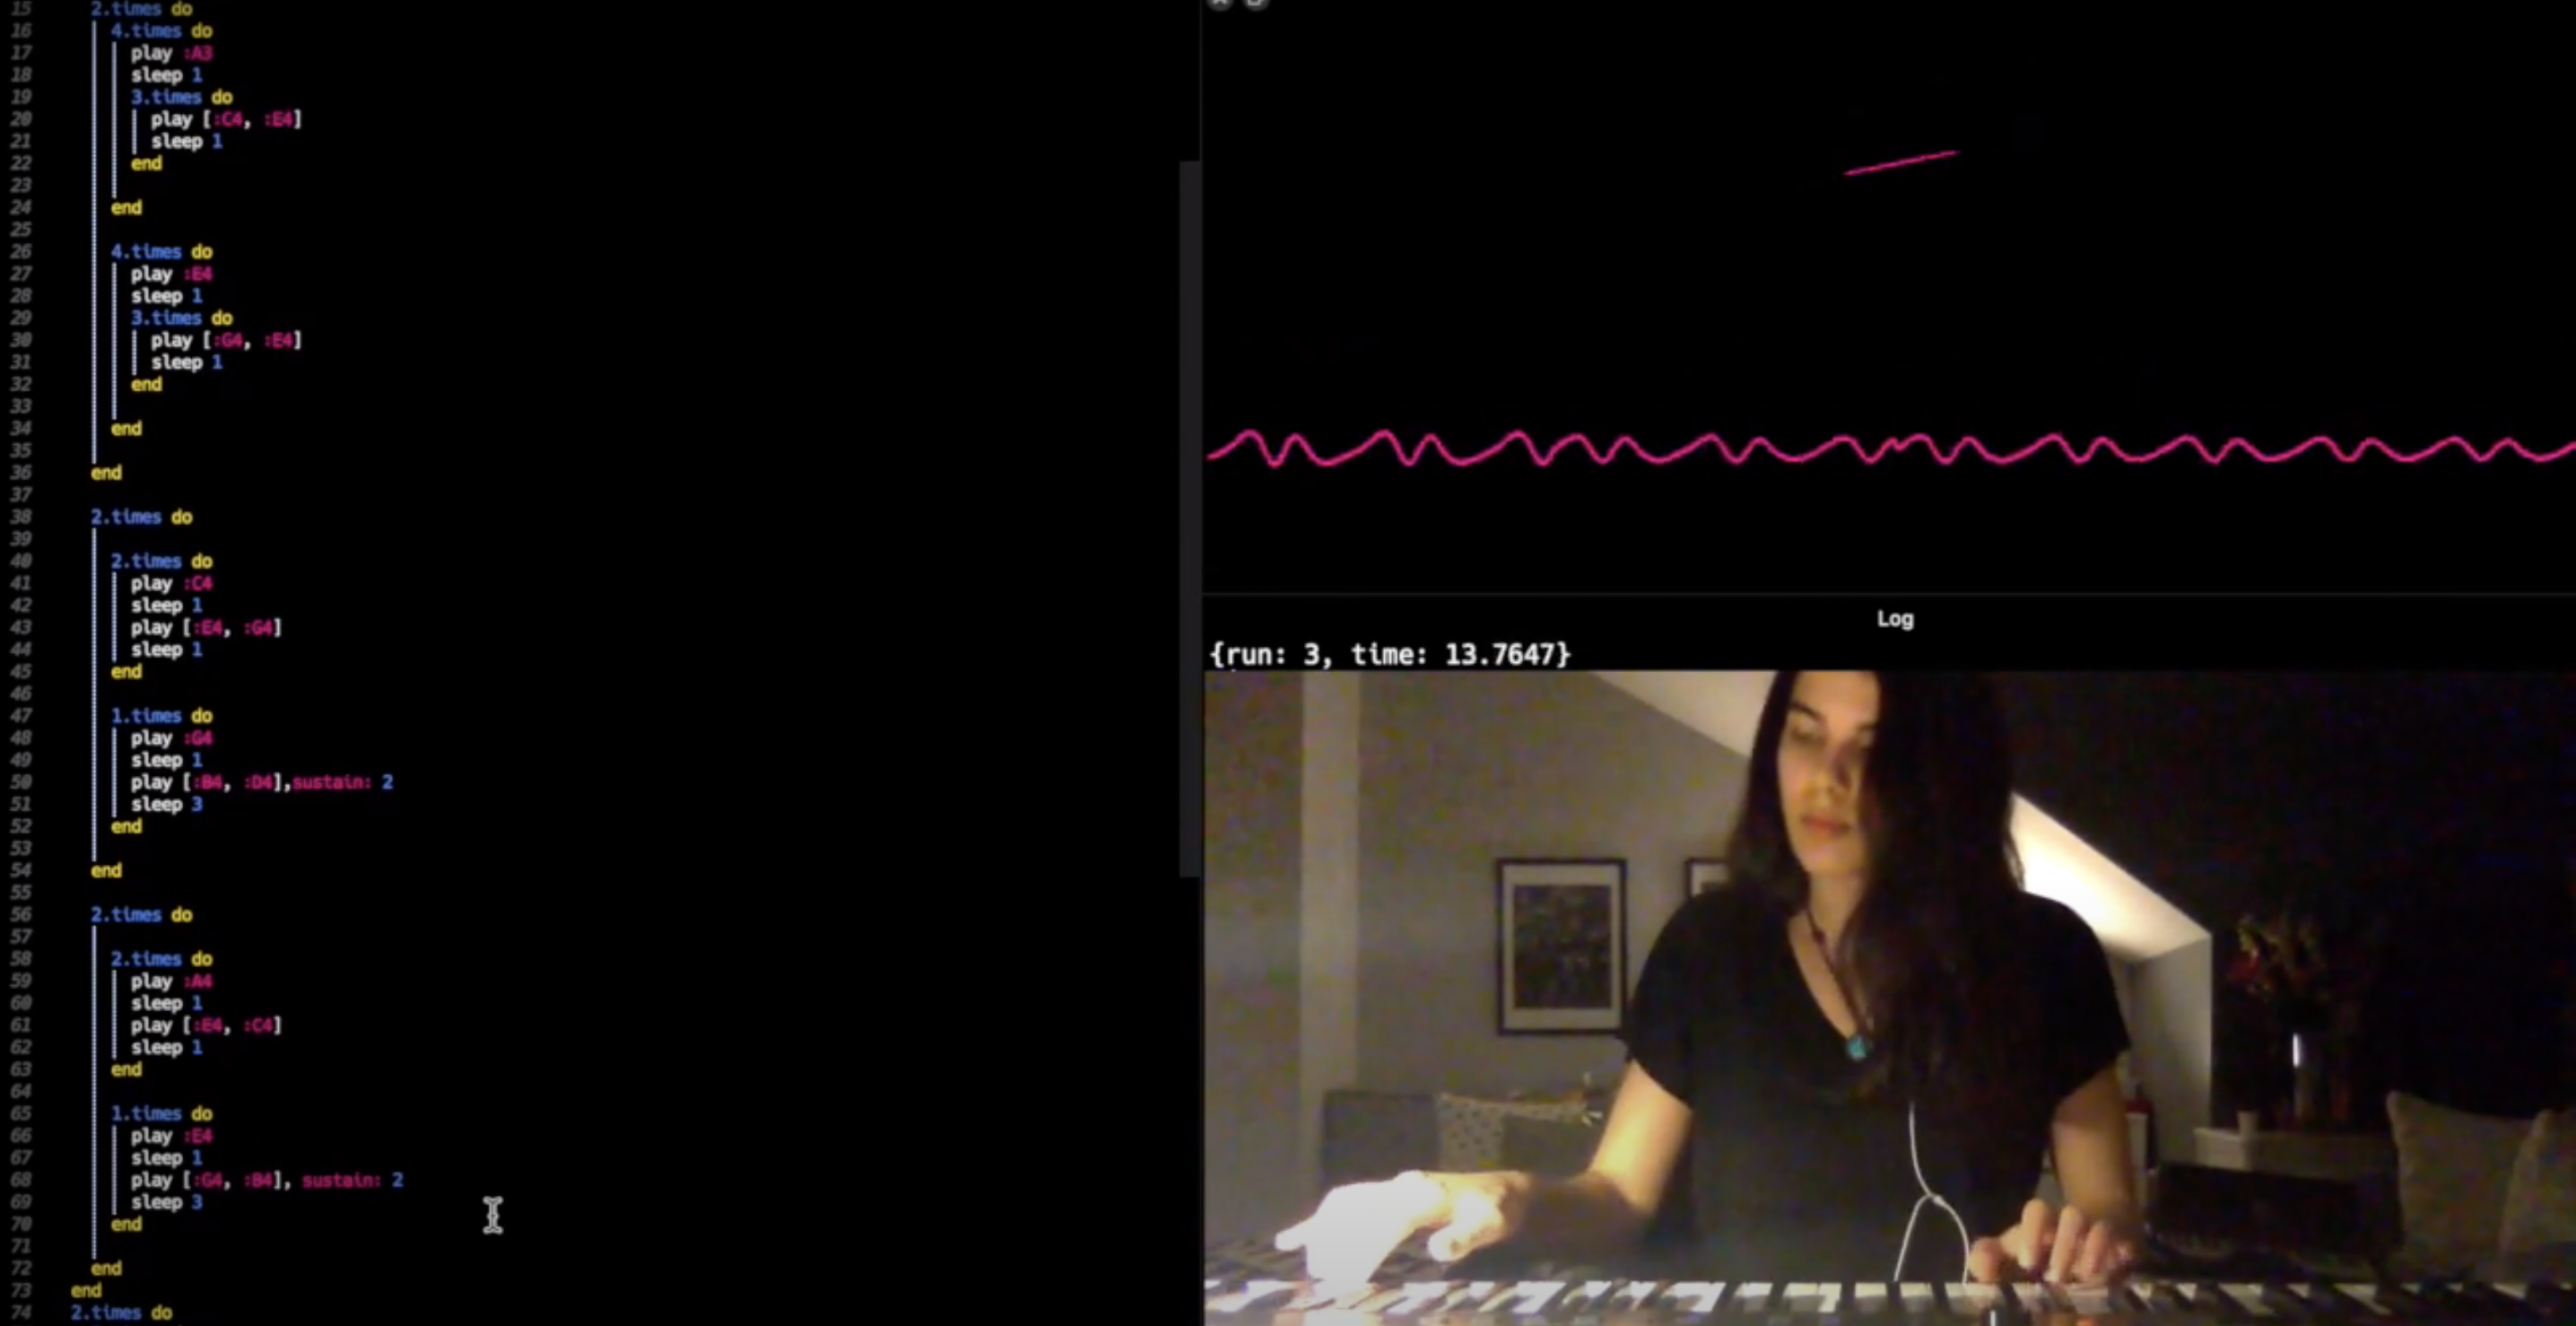 15 2.times do
16 4.times do
17 play :A3
18 sleep 1
19 3.times do
20 play [:C4, :E4]
21 sleep 1
22 end
23
24 end
25
26 4.times do
27 play :E4
28 sleep 1
29 3.times do
30 play [:G4, :E4]
31 sleep 1
32 end
33
34 end
35
36 end
37
38 2.times do
39
40 2.times do
41 play :C4
42 sleep 1
43 play [:E4, :G4]
44 sleep 1
45 end
46
47 1.times do
48 play :G4
49 sleep 1
50 play [:B4, :D4],sustain: 2
51 sleep 3
52 end
53
54 end
55
56 2.times do
57
58 2.times do
59 play :A4
60 sleep 1
61 play [:E4, :C4]
62 sleep 1
63 end
64
65 1.times do
66 play :E4
67 sleep 1
68 play [:G4, :B4], sustain: 2
69 sleep 3
70 end
71
72 end
73 end
74 2.times do
Log
{run: 3, time: 13.7647}